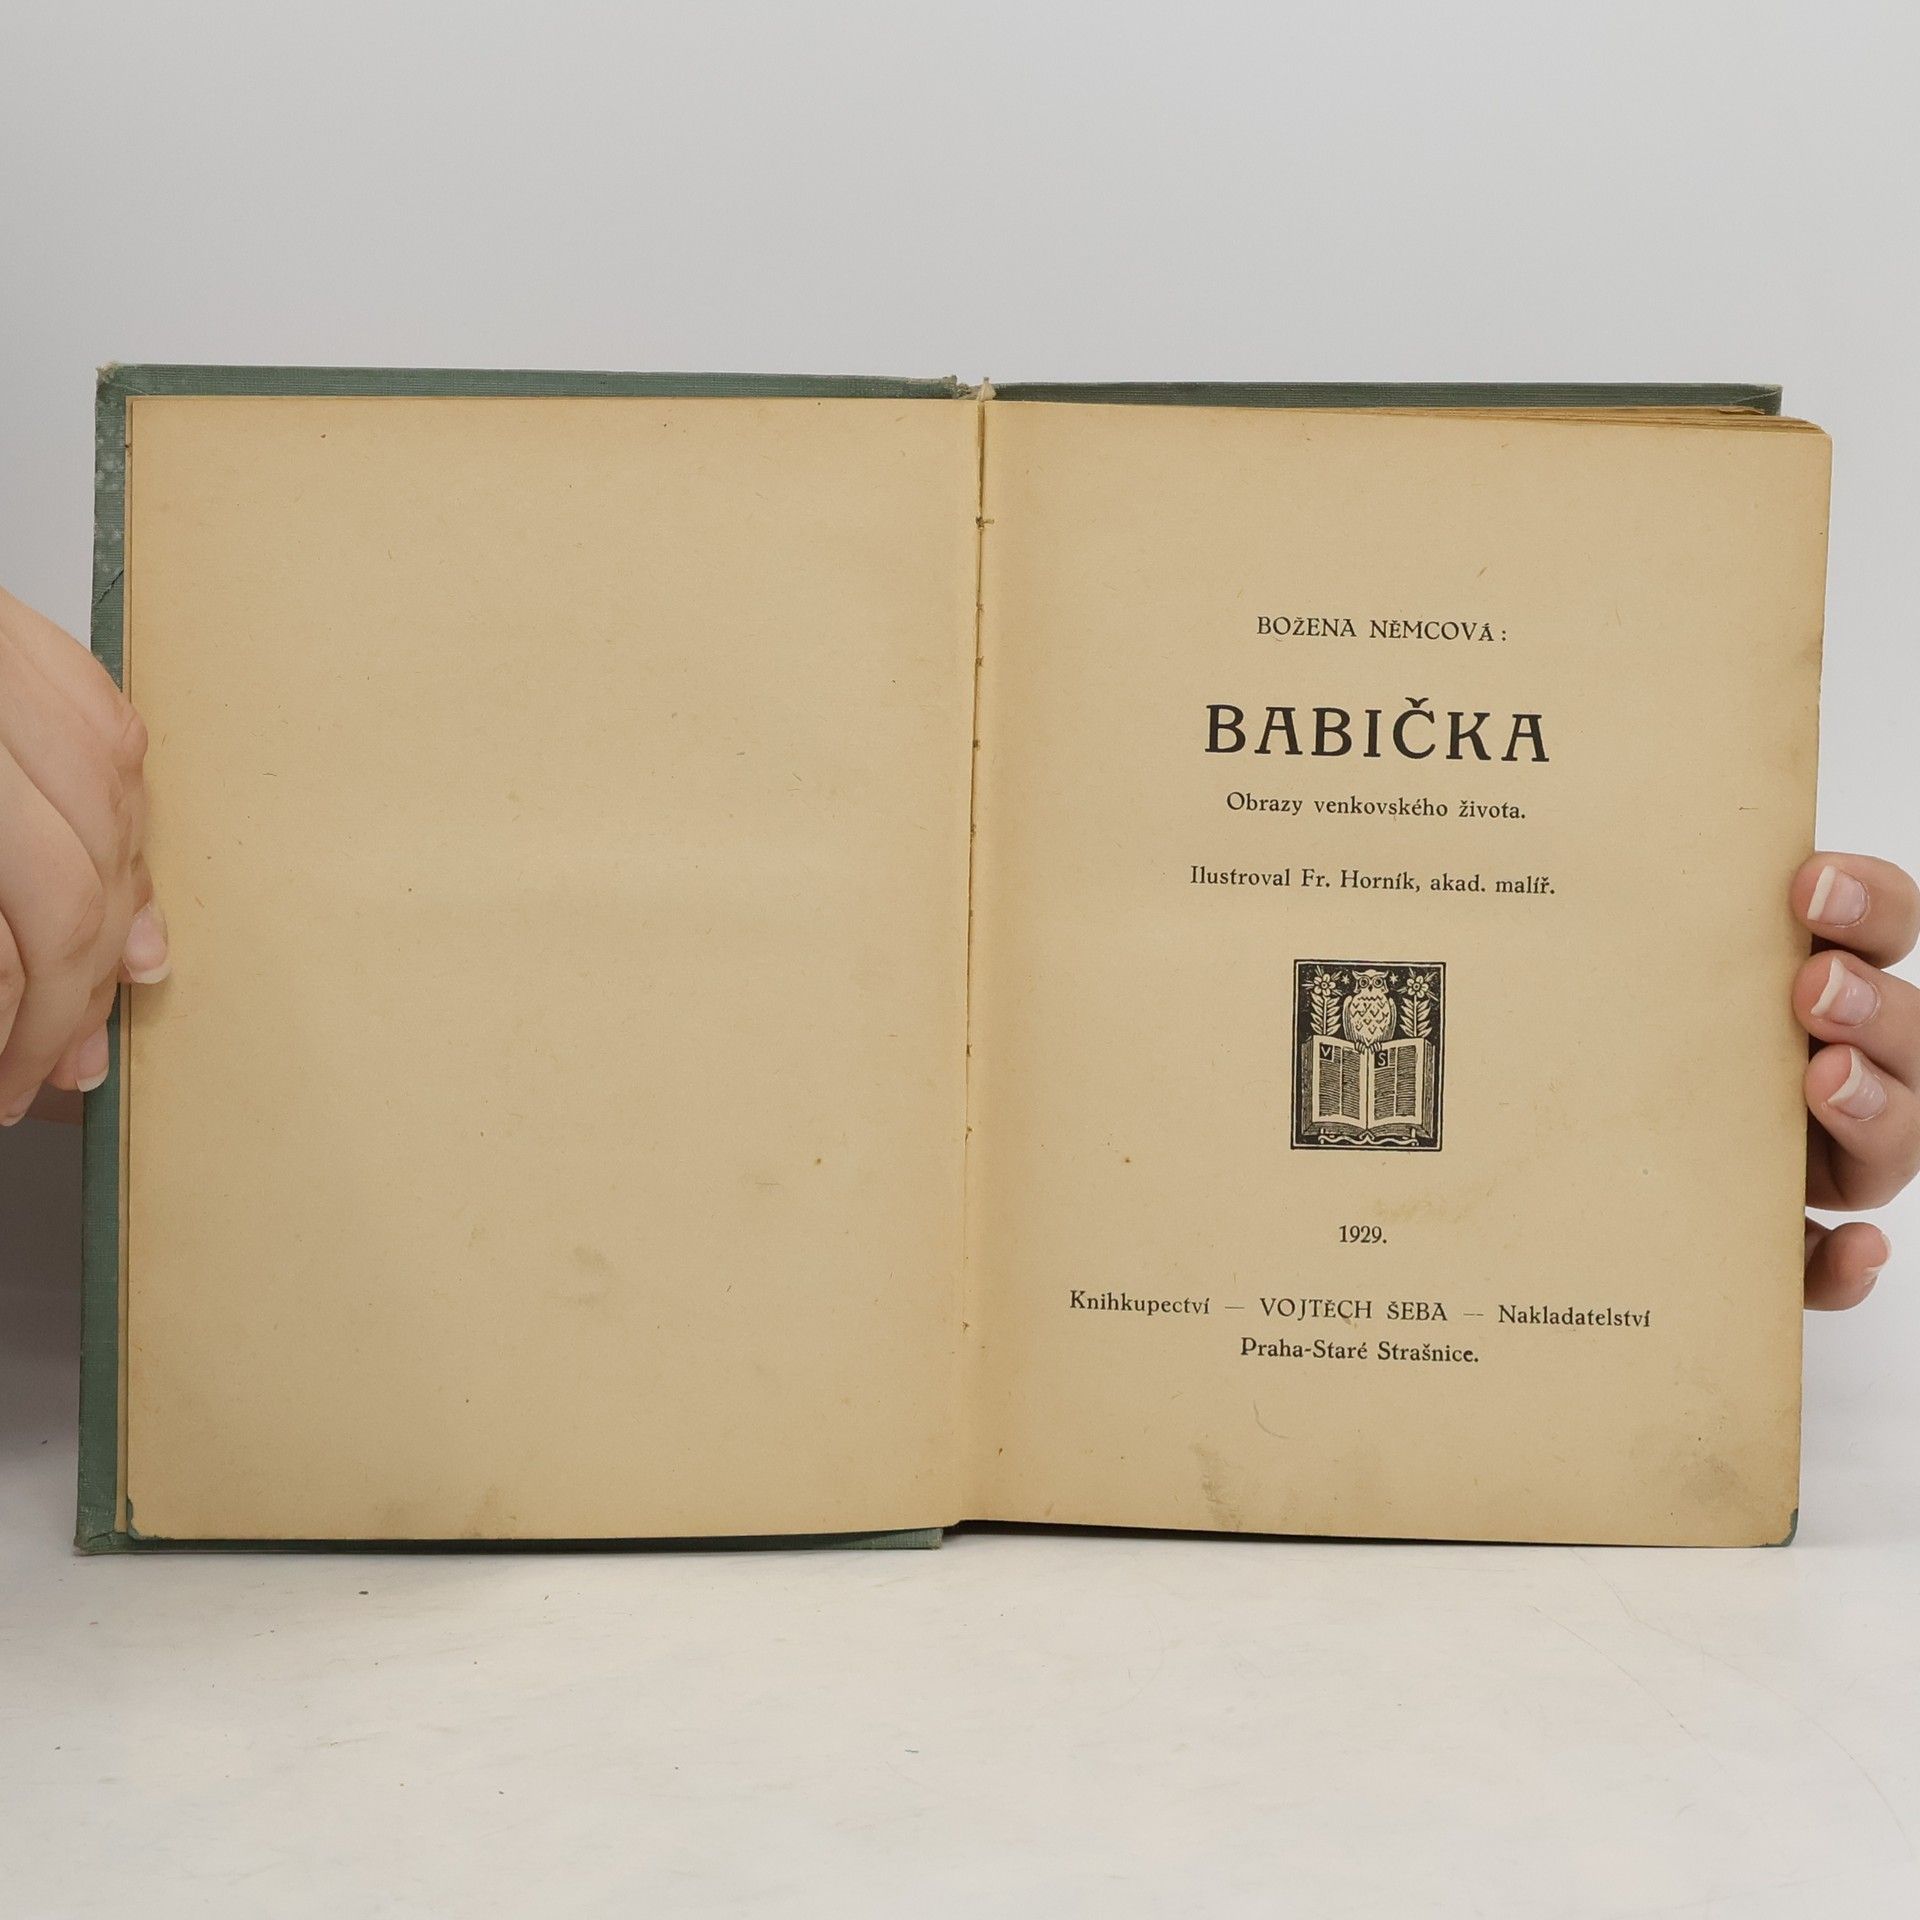 BOŽENA NĚMCOVÁ:
BABIČKA
Obrazy venkovského života.
Ilustroval Fr. Horník, akad. malíř.
V S
1929.
Knihkupectví — VOJTĚCH ŠEBA — Nakladatelství
Praha-Staré Strašnice.